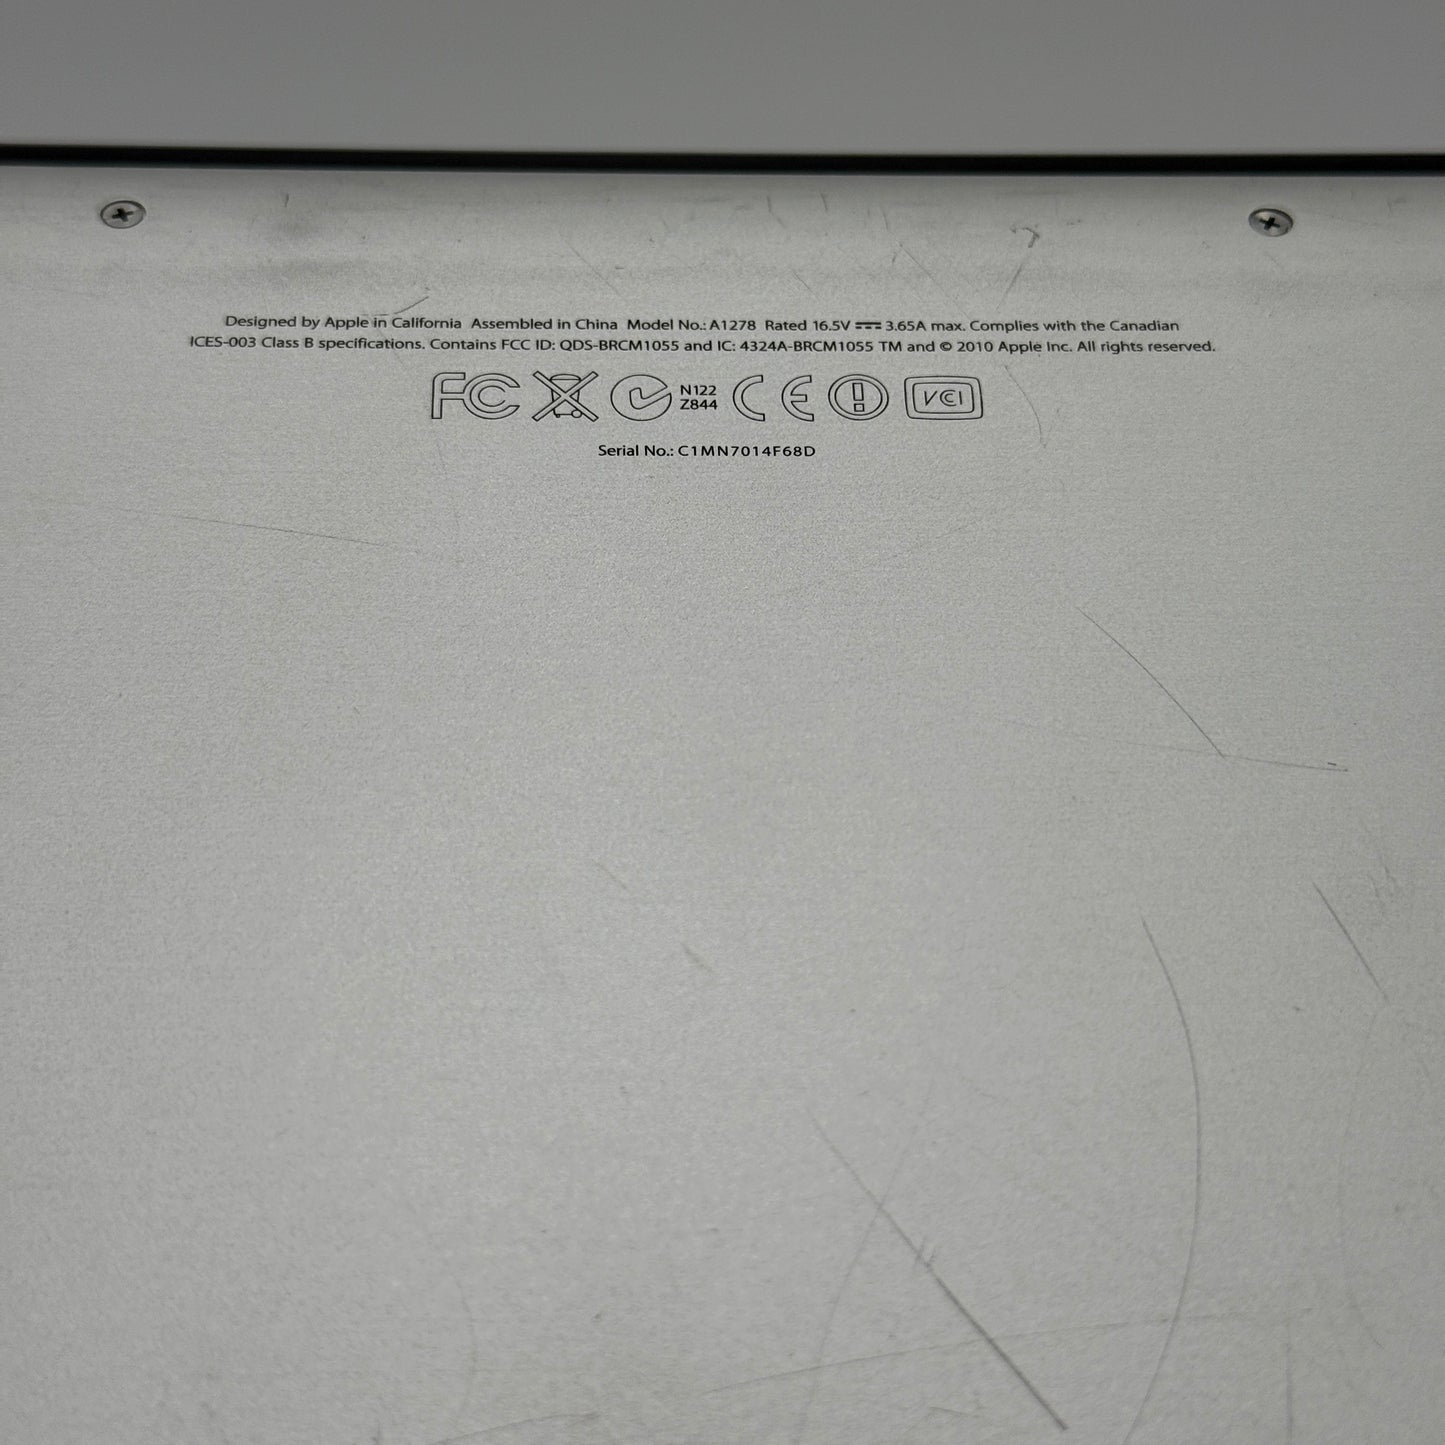 Designed by Apple in California Assembled in China Model No.: A1278 Rated 16.5V ⎓ 3.65A max. Complies with the Canadian
ICES-003 Class B specifications. Contains FCC ID: QDS-BRCM1055 and IC: 4324A-BRCM1055 TM and © 2010 Apple Inc. All rights reserved.
FC N122 CE VCI
Z844
Serial No.: C1MN7014F68D